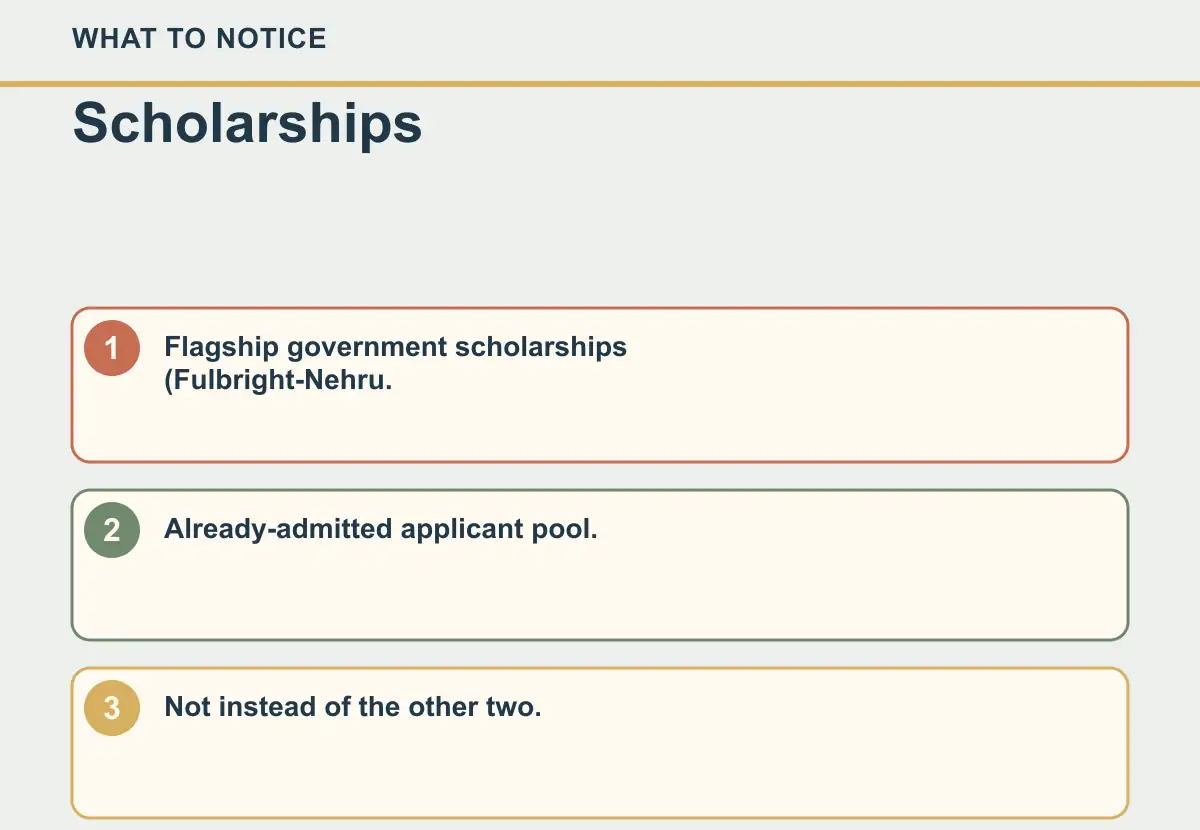 WHAT TO NOTICE
Scholarships
1
Flagship government scholarships
(Fulbright-Nehru.
2
Already-admitted applicant pool.
3
Not instead of the other two.